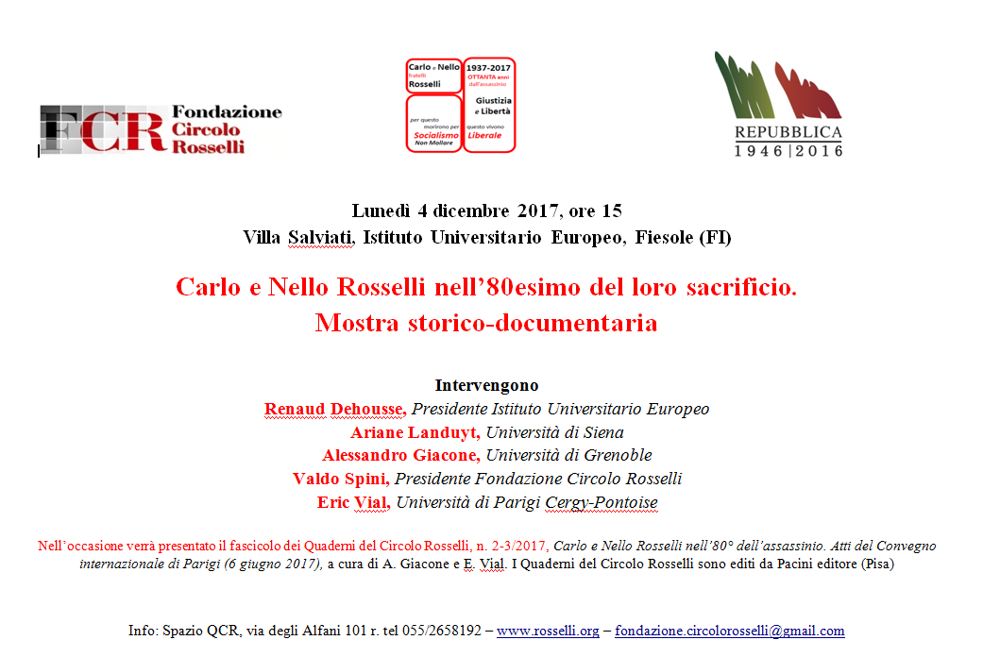 FCR Fondazione
Circolo
Rosselli
Carlo e Nello
fratelli
Rosselli
1937-2017
OTTANTA anni
dall'assassinio
Giustizia
e Libertà
per questo
morirono per
Socialismo
Non Mollare
questo vivono
Liberale
REPUBBLICA
1946|2016
Lunedì 4 dicembre 2017, ore 15
Villa Salviati, Istituto Universitario Europeo, Fiesole (FI)
Carlo e Nello Rosselli nell'80esimo del loro sacrificio.
Mostra storico-documentaria
Intervengono
Renaud Dehousse, Presidente Istituto Universitario Europeo
Ariane Landuyt, Università di Siena
Alessandro Giacone, Università di Grenoble
Valdo Spini, Presidente Fondazione Circolo Rosselli
Eric Vial, Università di Parigi Cergy-Pontoise
Nell'occasione verrà presentato il fascicolo dei Quaderni del Circolo Rosselli, n. 2-3/2017, Carlo e Nello Rosselli nell'80° dell'assassinio. Atti del Convegno
internazionale di Parigi (6 giugno 2017), a cura di A. Giacone e E. Vial. I Quaderni del Circolo Rosselli sono editi da Pacini editore (Pisa)
Info: Spazio QCR, via degli Alfani 101 r. tel 055/2658192 – www.rosselli.org – fondazione.circolorosselli@gmail.com